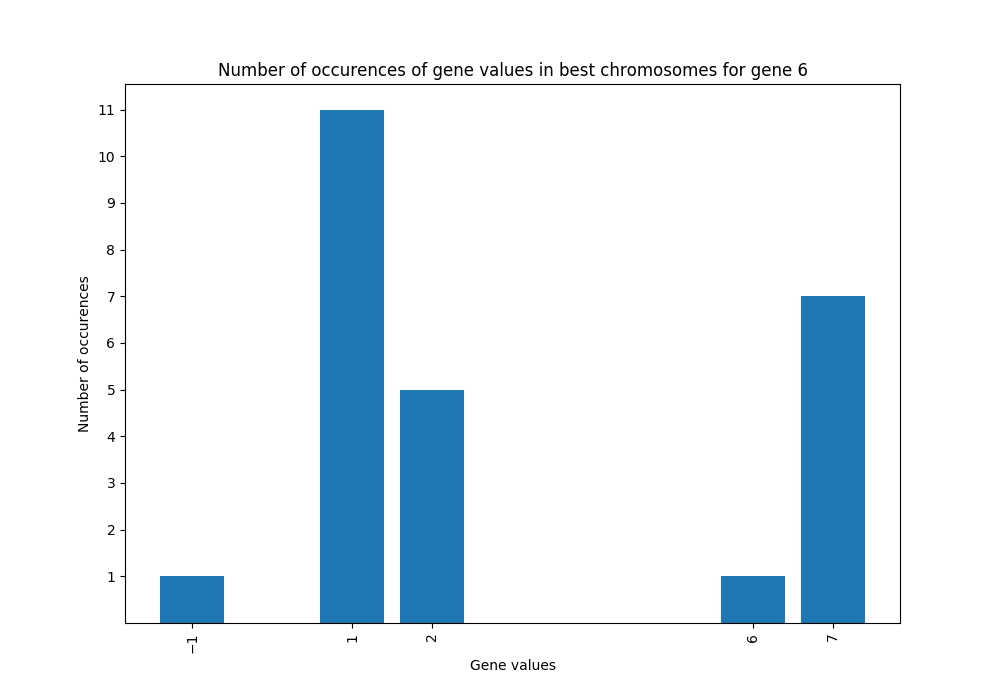 Number of occurences of gene values in best chromosomes for gene 6
11
10
9
8
7
6
5
4
3
2
1
Number of occurences
−1 1 2 6 7
Gene values